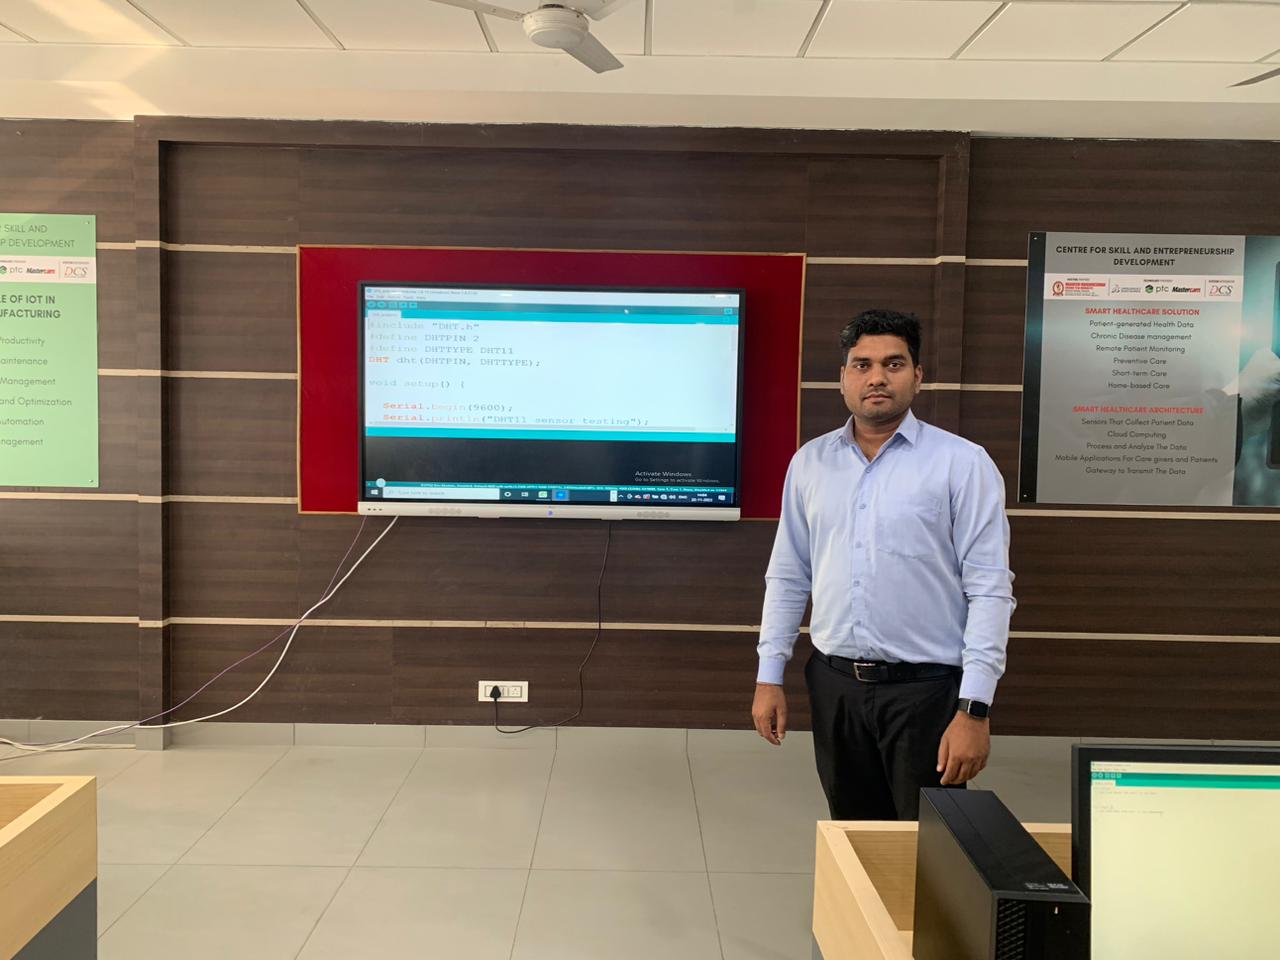 SKILL AND
P DEVELOPMENT
ptc Mastercam DCS
LE OF IOT IN
UFACTURING
Productivity
aintenance
Management
and Optimization
utomation
nagement
#include "DHT.h"
#define DHTPIN 2
#define DHTTYPE DHT11
DHT dht(DHTPIN, DHTTYPE);
void setup() {
Serial.begin(9600);
Serial.println("DHT11 sensor testing");
Activate Windows
Go to Settings to activate Windows.
Type here to search
CENTRE FOR SKILL AND ENTREPRENEURSHIP
DEVELOPMENT
ptc Mastercam DCS
SMART HEALTHCARE SOLUTION
Patient-generated Health Data
Chronic Disease management
Remote Patient Monitoring
Preventive Care
Short-term Care
Home-based Care
SMART HEALTHCARE ARCHITECTURE
Sensors That Collect Patient Data
Cloud Computing
Process and Analyze The Data
Mobile Applications For Care givers and Patients
Gateway to Transmit The Data